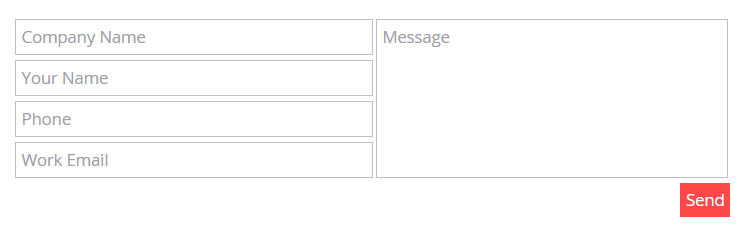 Company Name
Your Name
Phone
Work Email
Message
Send